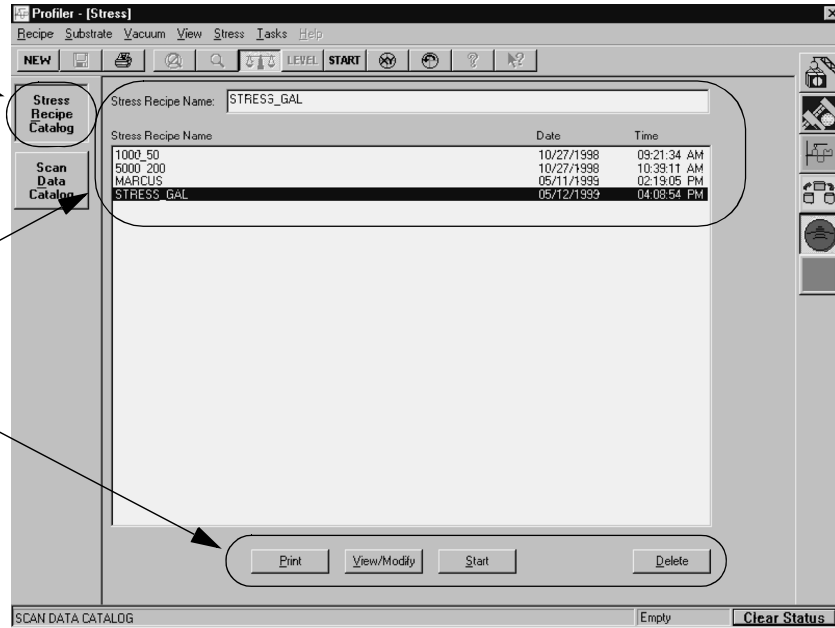 Profiler - [Stress]
Recipe Substrate Vacuum View Stress Tasks Help
NEW LEVEL START XY ? ?
Stress Recipe Catalog
Scan Data Catalog
Stress Recipe Name: STRESS_GAL
Stress Recipe Name Date Time
1000_50 10/27/1998 09:21:34 AM
5000_200 10/27/1998 10:39:11 AM
MARCUS 05/11/1999 02:19:05 PM
STRESS_GAL 05/12/1999 04:08:54 PM
Print View/Modify Start Delete
SCAN DATA CATALOG Empty Clear Status